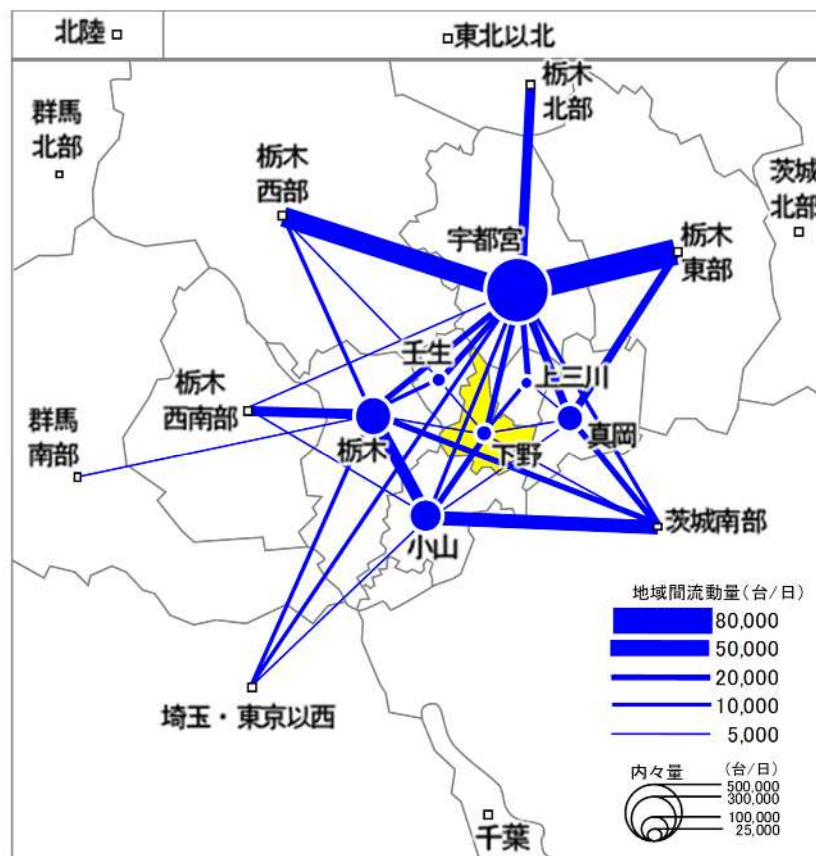 北陸
東北以北
栃木
北部
群馬
北部
栃木
西部
茨城
北部
宇都宮
栃木
東部
壬生
上三川
栃木
西南部
群馬
南部
栃木
下野
真岡
小山
茨城南部
地域間流動量(台/日)
80,000
50,000
20,000
10,000
5,000
埼玉・東京以西
内々量 (台/日)
500,000
300,000
100,000
25,000
千葉